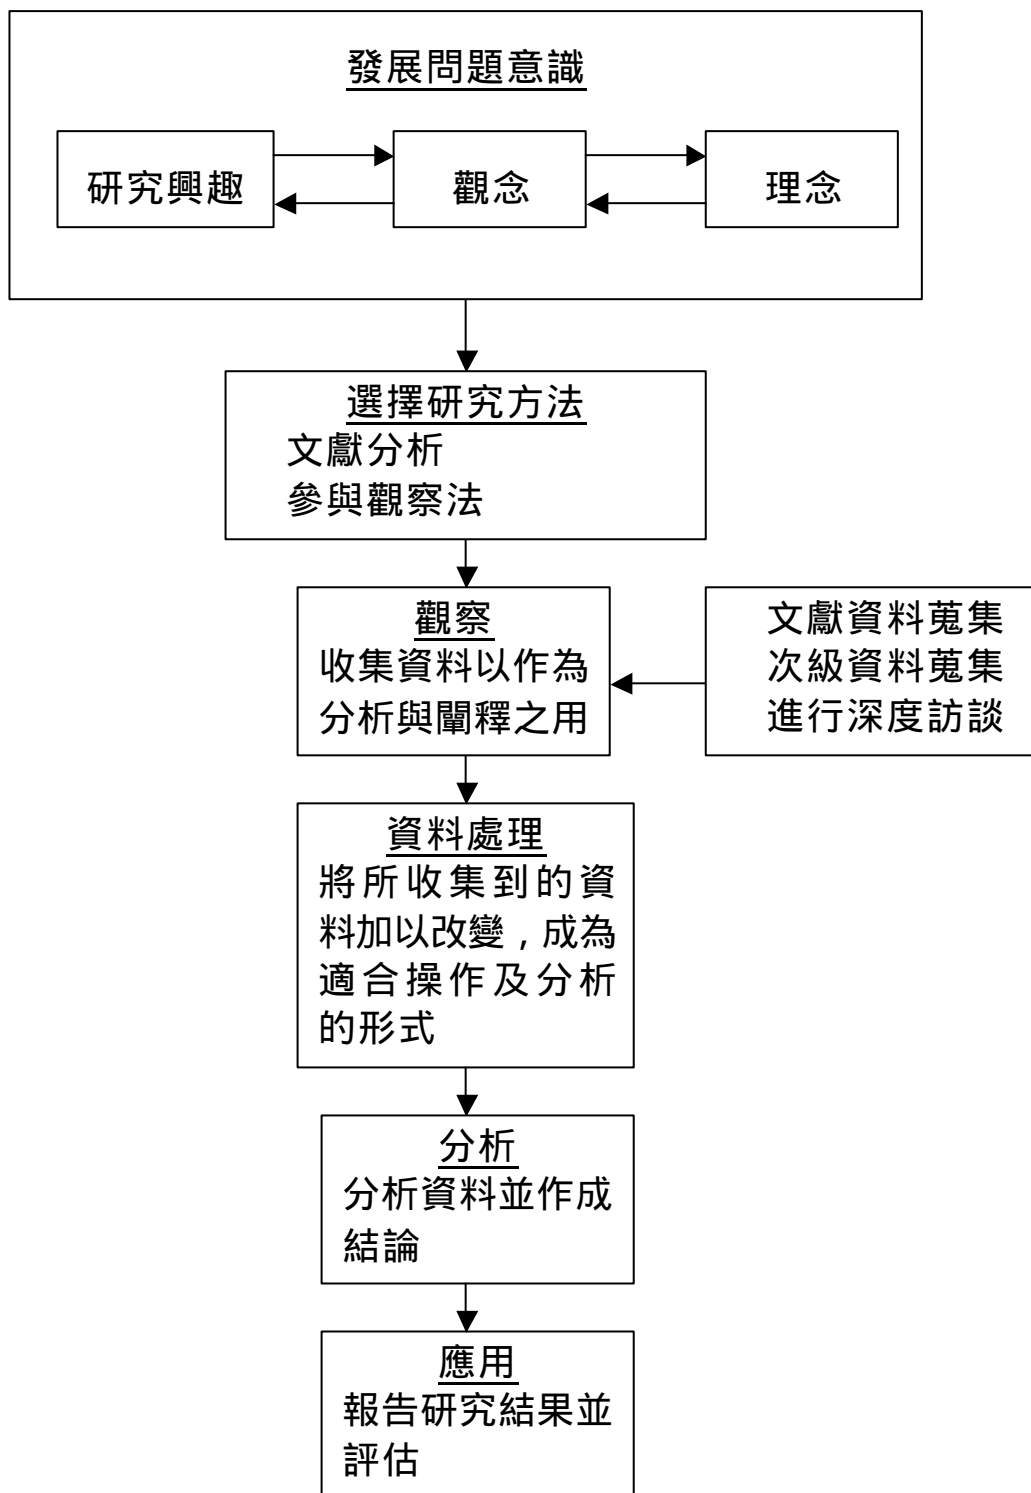 發展問題意識
研究興趣
觀念
理念
選擇研究方法
文獻分析
參與觀察法
觀察
收集資料以作為
分析與闡釋之用
文獻資料蒐集
次級資料蒐集
進行深度訪談
資料處理
將所收集到的資
料加以改變，成為
適合操作及分析
的形式
分析
分析資料並作成
結論
應用
報告研究結果並
評估